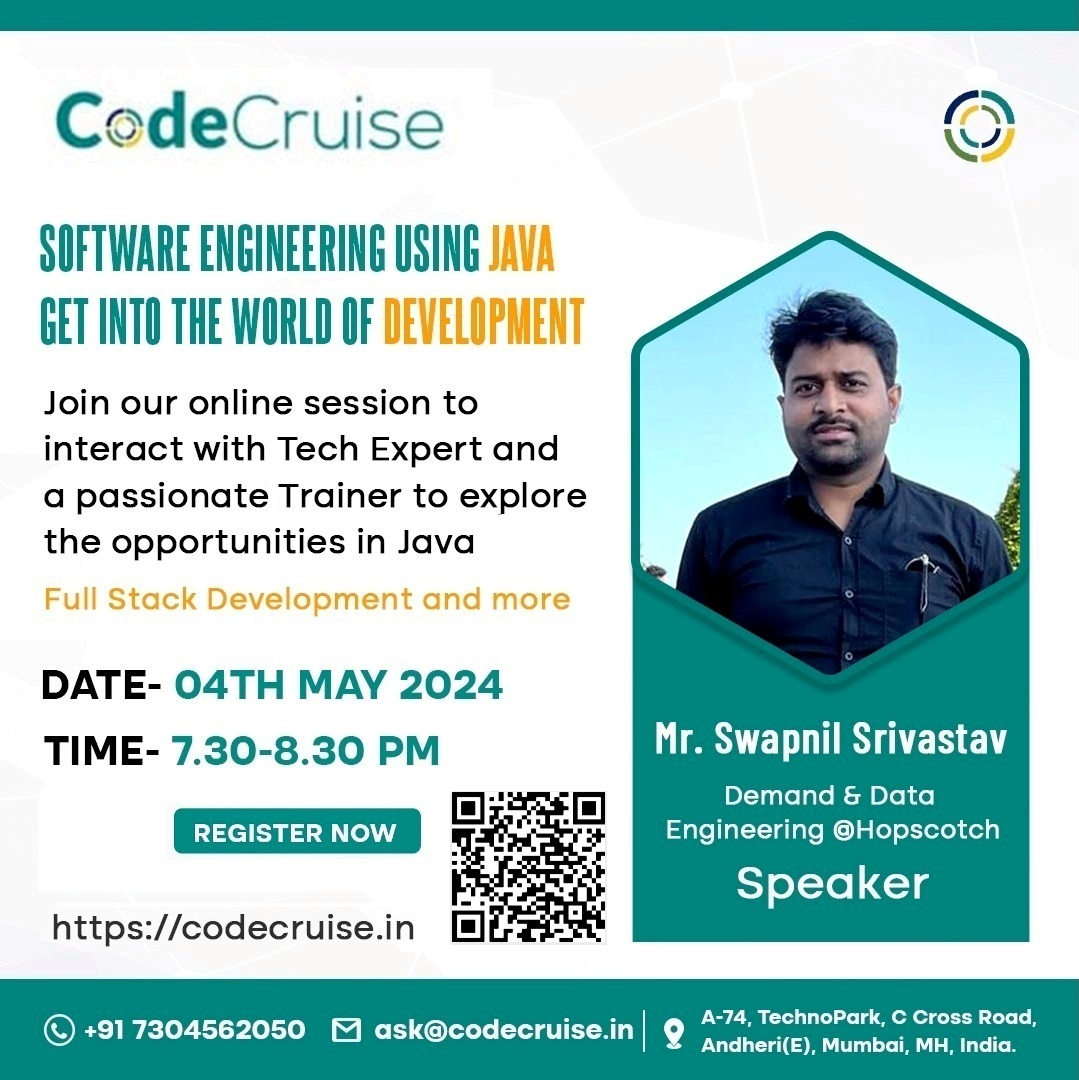 CodeCruise
SOFTWARE ENGINEERING USING JAVA
GET INTO THE WORLD OF DEVELOPMENT
Join our online session to
interact with Tech Expert and
a passionate Trainer to explore
the opportunities in Java
Full Stack Development and more
DATE- 04TH MAY 2024
TIME- 7.30-8.30 PM
REGISTER NOW
https://codecruise.in
Mr. Swapnil Srivastav
Demand & Data
Engineering @Hopscotch
Speaker
+91 7304562050
ask@codecruise.in
A-74, TechnoPark, C Cross Road,
Andheri(E), Mumbai, MH, India.